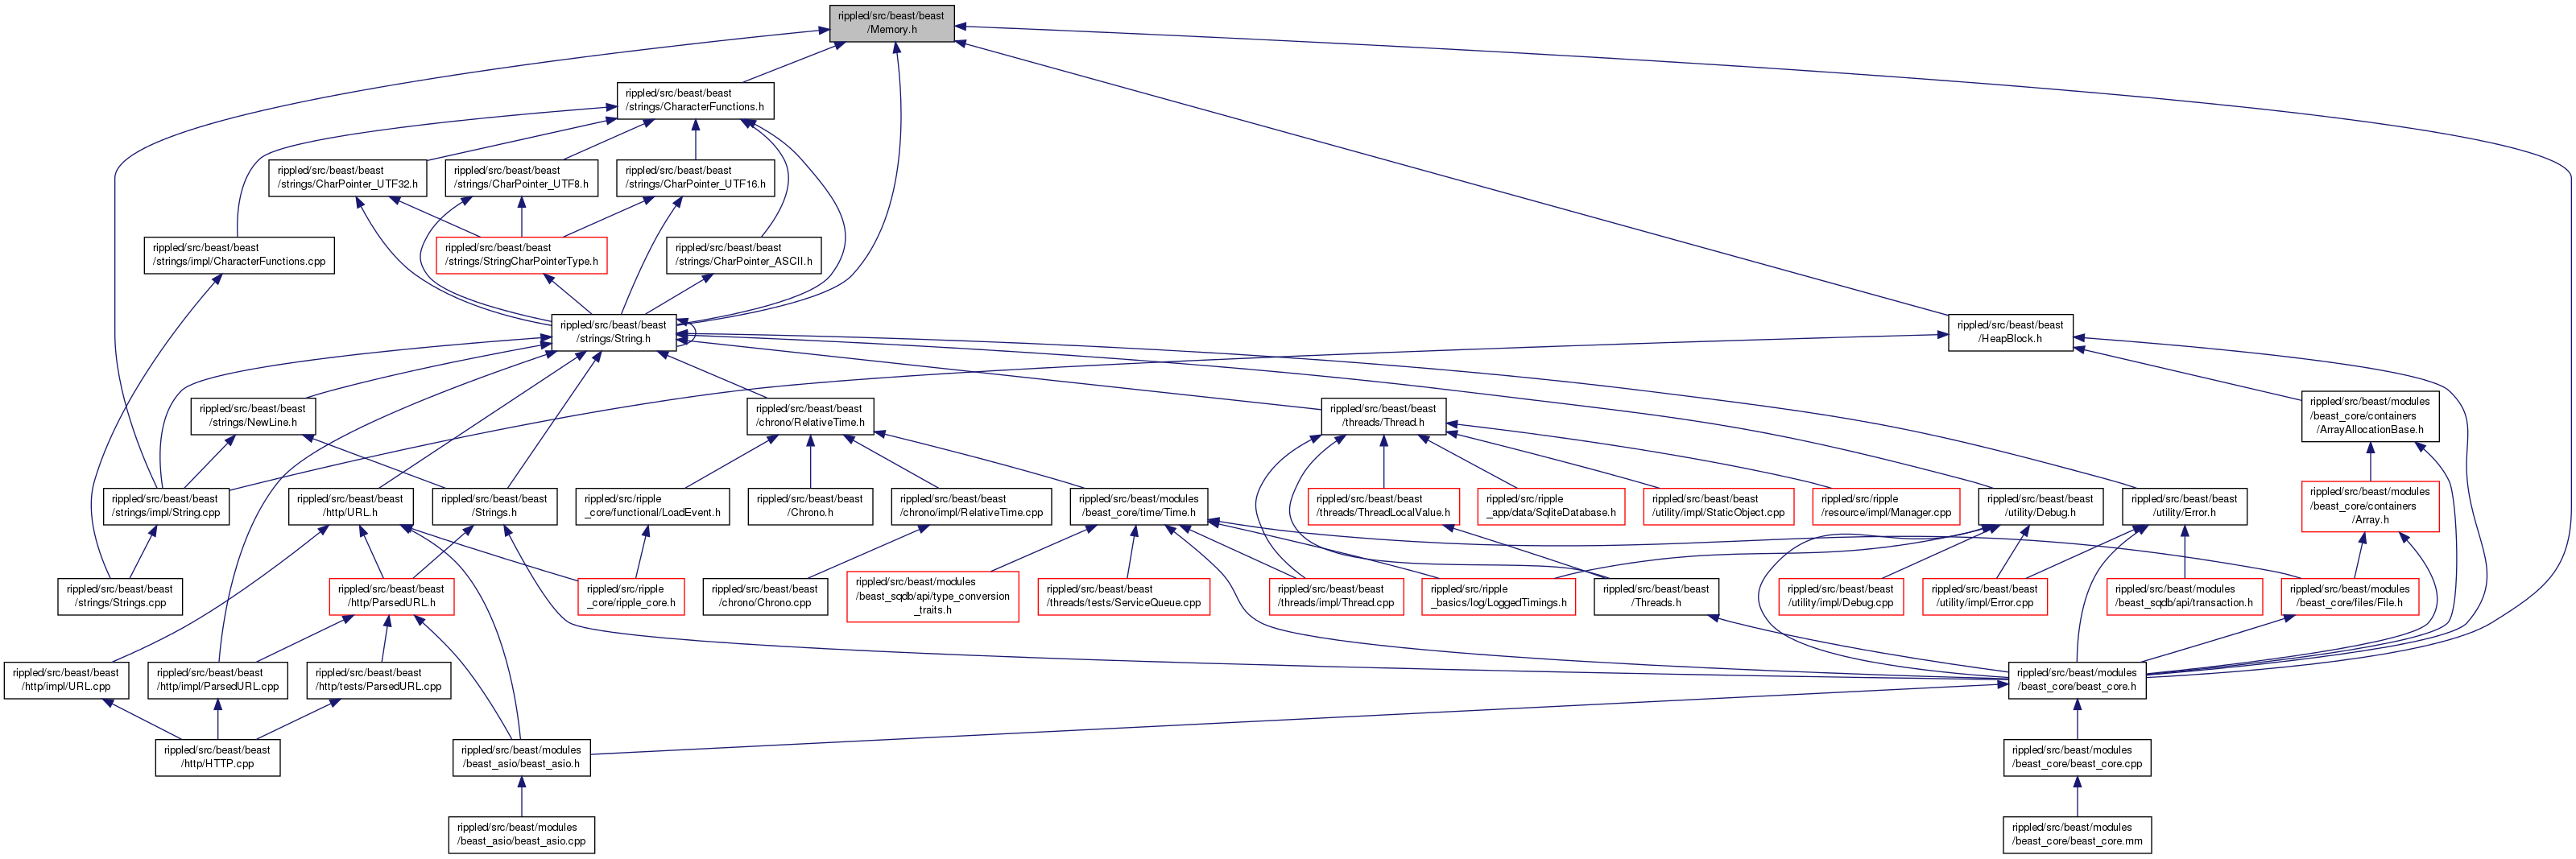 rippled/src/beast/beast
/Memory.h
rippled/src/beast/beast
/strings/CharacterFunctions.h
rippled/src/beast/beast
/strings/CharPointer_UTF32.h
rippled/src/beast/beast
/strings/CharPointer_UTF8.h
rippled/src/beast/beast
/strings/CharPointer_UTF16.h
rippled/src/beast/beast
/strings/impl/CharacterFunctions.cpp
rippled/src/beast/beast
/strings/StringCharPointerType.h
rippled/src/beast/beast
/strings/CharPointer_ASCII.h
rippled/src/beast/beast
/strings/String.h
rippled/src/beast/beast
/HeapBlock.h
rippled/src/beast/beast
/strings/NewLine.h
rippled/src/beast/beast
/chrono/RelativeTime.h
rippled/src/beast/beast
/threads/Thread.h
rippled/src/beast/modules
/beast_core/containers
/ArrayAllocationBase.h
rippled/src/beast/beast
/strings/impl/String.cpp
rippled/src/beast/beast
/http/URL.h
rippled/src/beast/beast
/Strings.h
rippled/src/ripple
_core/functional/LoadEvent.h
rippled/src/beast/beast
/Chrono.h
rippled/src/beast/beast
/chrono/impl/RelativeTime.cpp
rippled/src/beast/modules
/beast_core/time/Time.h
rippled/src/beast/beast
/threads/ThreadLocalValue.h
rippled/src/ripple
_app/data/SqliteDatabase.h
rippled/src/beast/beast
/utility/impl/StaticObject.cpp
rippled/src/ripple
/resource/impl/Manager.cpp
rippled/src/beast/beast
/utility/Debug.h
rippled/src/beast/beast
/utility/Error.h
rippled/src/beast/modules
/beast_core/containers
/Array.h
rippled/src/beast/beast
/strings/Strings.cpp
rippled/src/beast/beast
/http/ParsedURL.h
rippled/src/ripple
_core/ripple_core.h
rippled/src/beast/beast
/chrono/Chrono.cpp
rippled/src/beast/modules
/beast_sqdb/api/type_conversion
_traits.h
rippled/src/beast/beast
/threads/tests/ServiceQueue.cpp
rippled/src/beast/beast
/threads/impl/Thread.cpp
rippled/src/ripple
_basics/log/LoggedTimings.h
rippled/src/beast/beast
/Threads.h
rippled/src/beast/beast
/utility/impl/Debug.cpp
rippled/src/beast/beast
/utility/impl/Error.cpp
rippled/src/beast/modules
/beast_sqdb/api/transaction.h
rippled/src/beast/modules
/beast_core/files/File.h
rippled/src/beast/beast
/http/impl/URL.cpp
rippled/src/beast/beast
/http/impl/ParsedURL.cpp
rippled/src/beast/beast
/http/tests/ParsedURL.cpp
rippled/src/beast/modules
/beast_core/beast_core.h
rippled/src/beast/beast
/http/HTTP.cpp
rippled/src/beast/modules
/beast_asio/beast_asio.h
rippled/src/beast/modules
/beast_core/beast_core.cpp
rippled/src/beast/modules
/beast_asio/beast_asio.cpp
rippled/src/beast/modules
/beast_core/beast_core.mm